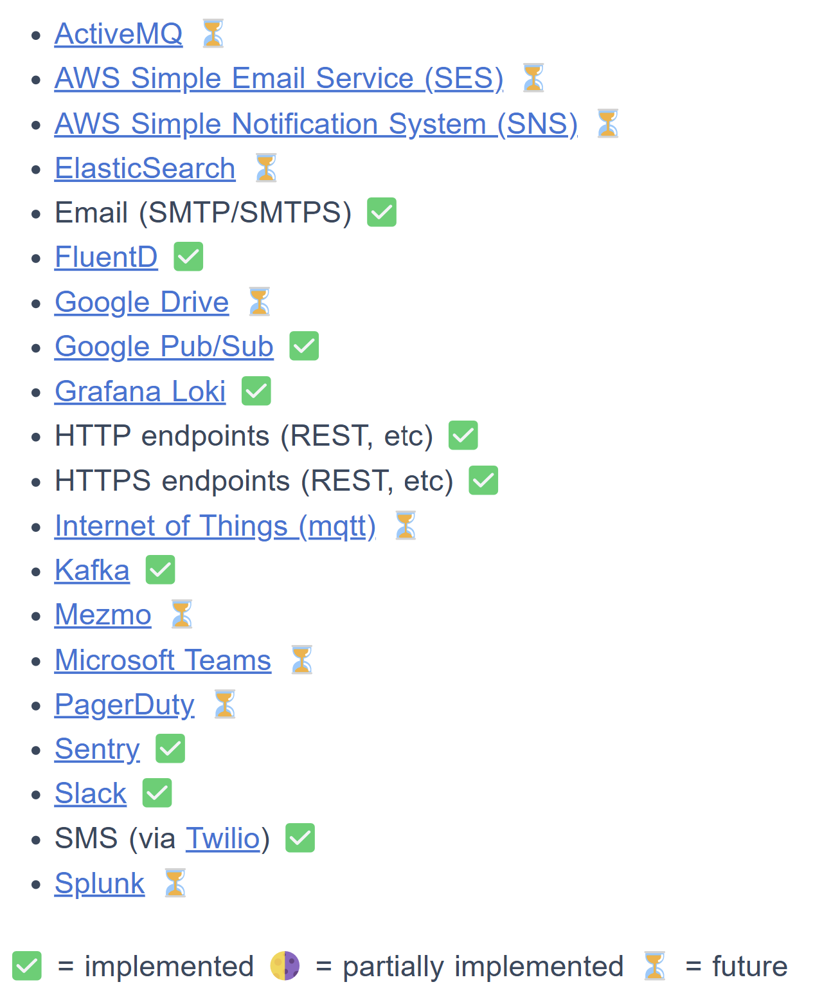 • ActiveMQ ⏳
• AWS Simple Email Service (SES) ⏳
• AWS Simple Notification System (SNS) ⏳
• ElasticSearch ⏳
• Email (SMTP/SMTPS) ✅
• FluentD ✅
• Google Drive ⏳
• Google Pub/Sub ✅
• Grafana Loki ✅
• HTTP endpoints (REST, etc) ✅
• HTTPS endpoints (REST, etc) ✅
• Internet of Things (mqtt) ⏳
• Kafka ✅
• Mezmo ⏳
• Microsoft Teams ⏳
• PagerDuty ⏳
• Sentry ✅
• Slack ✅
• SMS (via Twilio) ✅
• Splunk ⏳
✅ = implemented 🌓 = partially implemented ⏳ = future